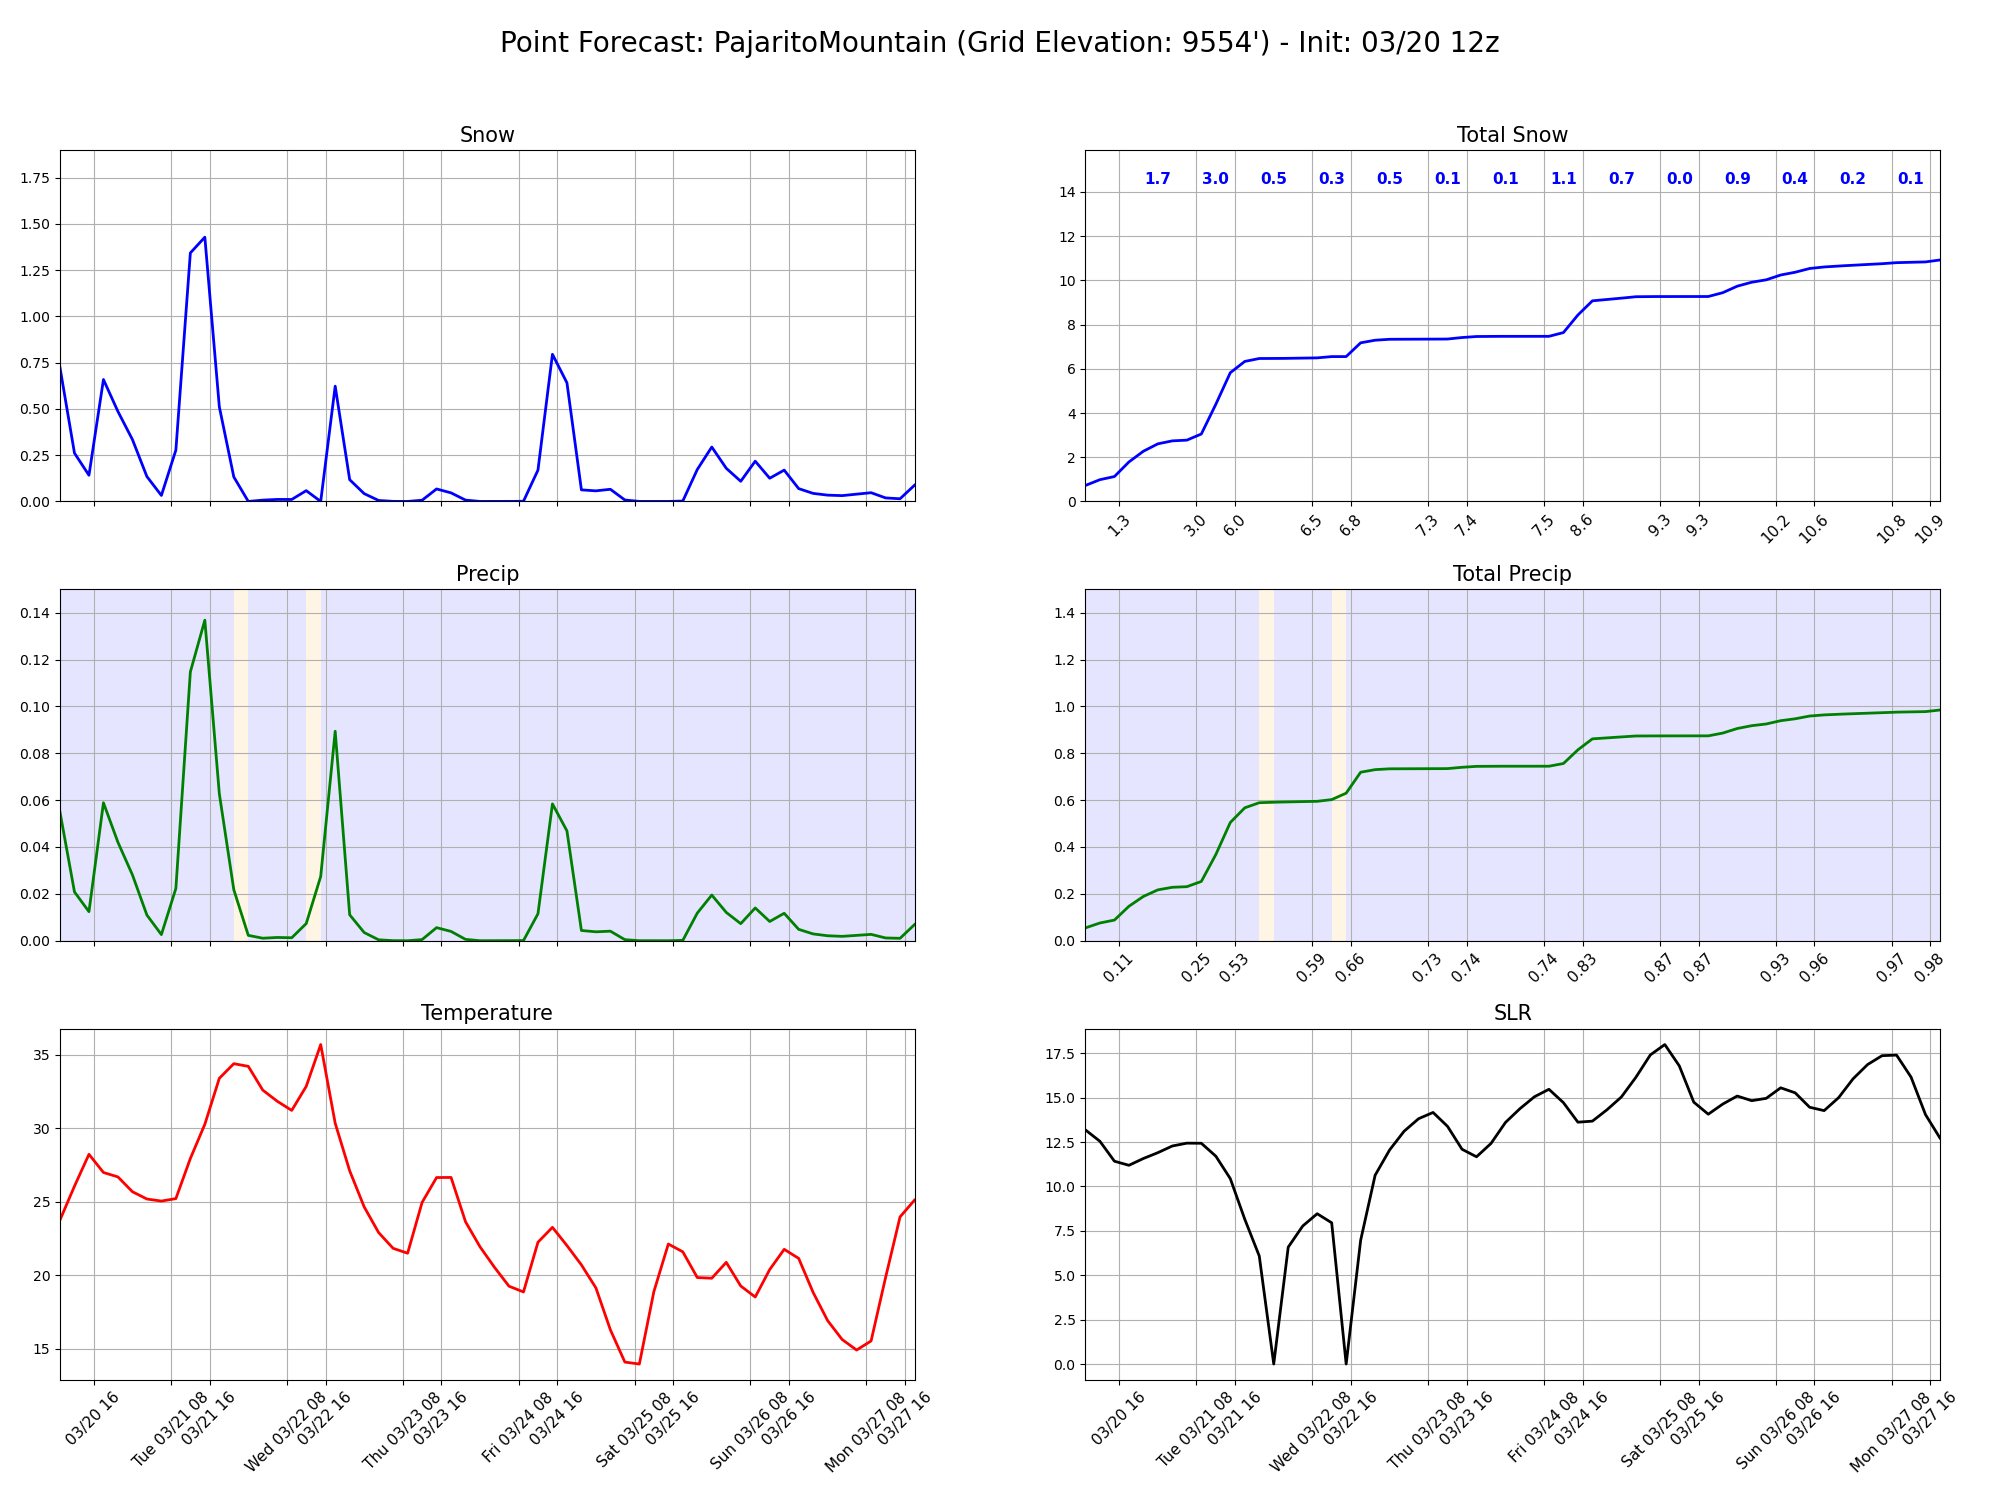 Point Forecast: PajaritoMountain (Grid Elevation: 9554') - Init: 03/20 12z
Snow
1.75
1.50
1.25
1.00
0.75
0.50
0.25
0.00
Total Snow
1.7 3.0 0.5 0.3 0.5 0.1 0.1 1.1 0.7 0.0 0.9 0.4 0.2 0.1
14
12
10
8
6
4
2
0
1.3 3.0 6.0 6.5 6.8 7.3 7.4 7.5 8.6 9.3 9.3 10.2 10.6 10.8 10.9
Precip
0.14
0.12
0.10
0.08
0.06
0.04
0.02
0.00
Total Precip
1.4
1.2
1.0
0.8
0.6
0.4
0.2
0.0
0.11 0.25 0.53 0.59 0.66 0.73 0.74 0.74 0.83 0.87 0.87 0.93 0.96 0.97 0.98
Temperature
35
30
25
20
15
03/20 16
Tue 03/21 08
03/21 16
Wed 03/22 08
03/22 16
Thu 03/23 08
03/23 16
Fri 03/24 08
03/24 16
Sat 03/25 08
03/25 16
Sun 03/26 08
03/26 16
Mon 03/27 08
03/27 16
SLR
17.5
15.0
12.5
10.0
7.5
5.0
2.5
0.0
03/20 16
Tue 03/21 08
03/21 16
Wed 03/22 08
03/22 16
Thu 03/23 08
03/23 16
Fri 03/24 08
03/24 16
Sat 03/25 08
03/25 16
Sun 03/26 08
03/26 16
Mon 03/27 08
03/27 16